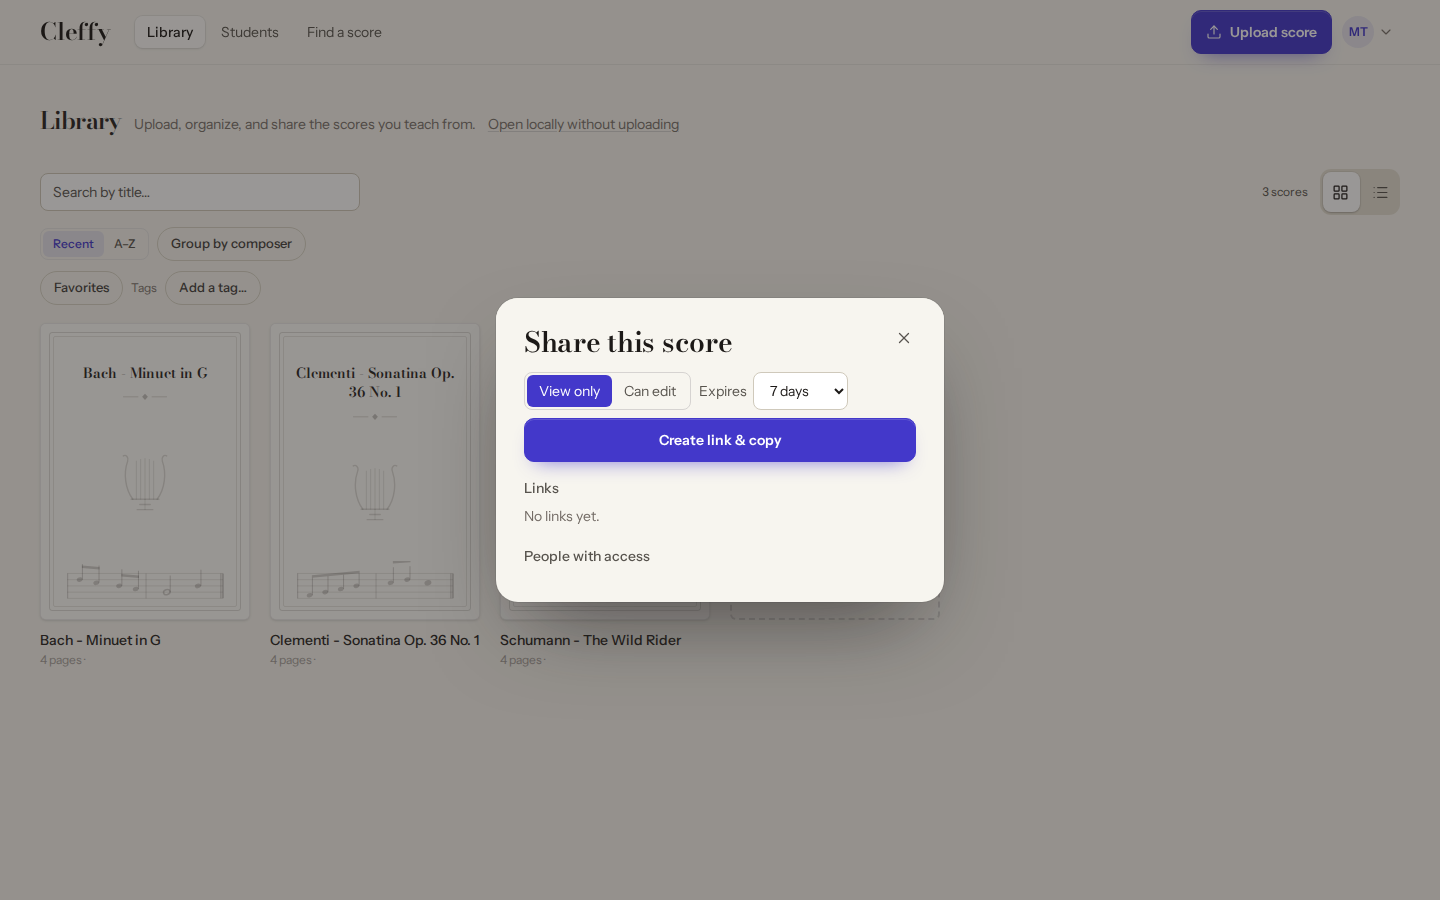 Cleffy Library Students Find a score Upload score MT
Library Upload, organize, and share the scores you teach from. Open locally without uploading
Search by title... 3 scores
Recent A–Z Group by composer
Favorites Tags Add a tag...
Bach - Minuet in G
Clementi - Sonatina Op.
36 No. 1
Share this score
View only Can edit Expires 7 days
Create link & copy
Links
No links yet.
People with access
Bach - Minuet in G Clementi - Sonatina Op. 36 No. 1 Schumann - The Wild Rider
4 pages · 4 pages · 4 pages ·